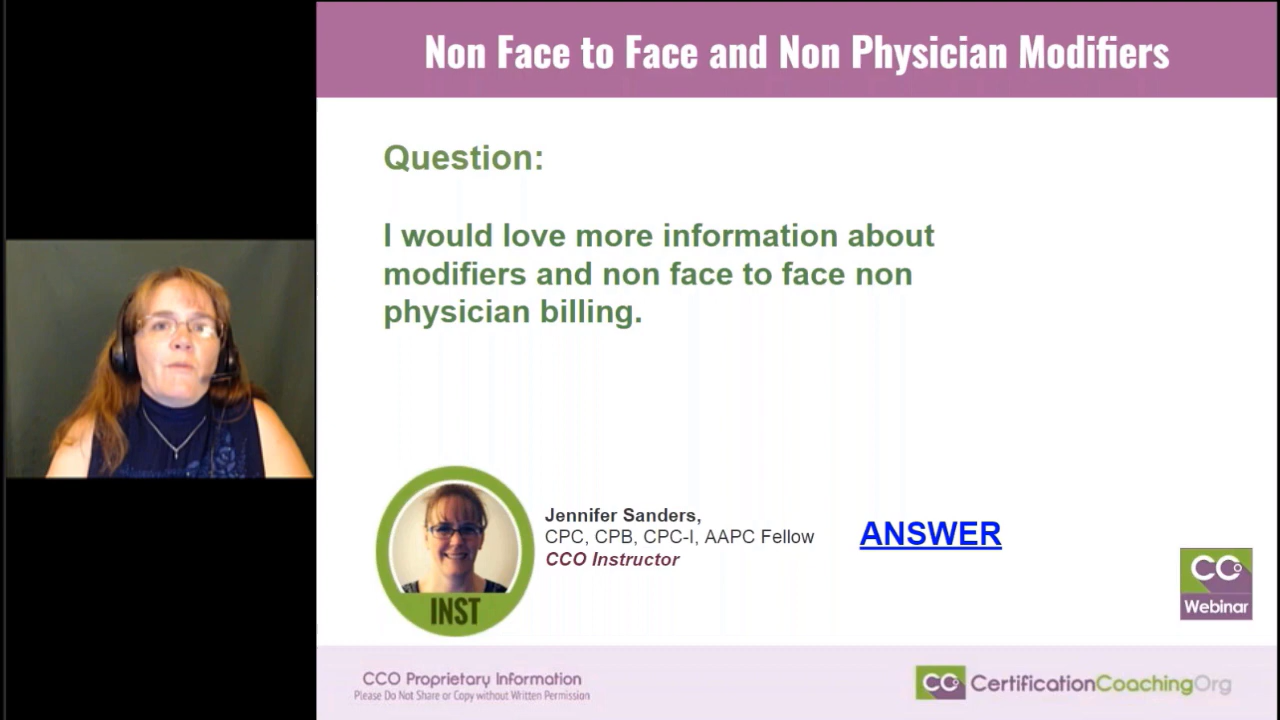 Non Face to Face and Non Physician Modifiers
Question:
I would love more information about
modifiers and non face to face non
physician billing.
Jennifer Sanders,
CPC, CPB, CPC-I, AAPC Fellow
CCO Instructor
ANSWER
INST
CCO
Webinar
CCO Proprietary Information
Please Do Not Share or Copy without Written Permission
CCO CertificationCoachingOrg